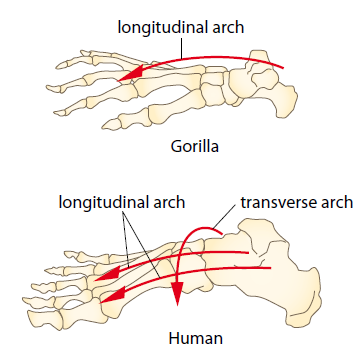 longitudinal arch
Gorilla
longitudinal arch
transverse arch
Human